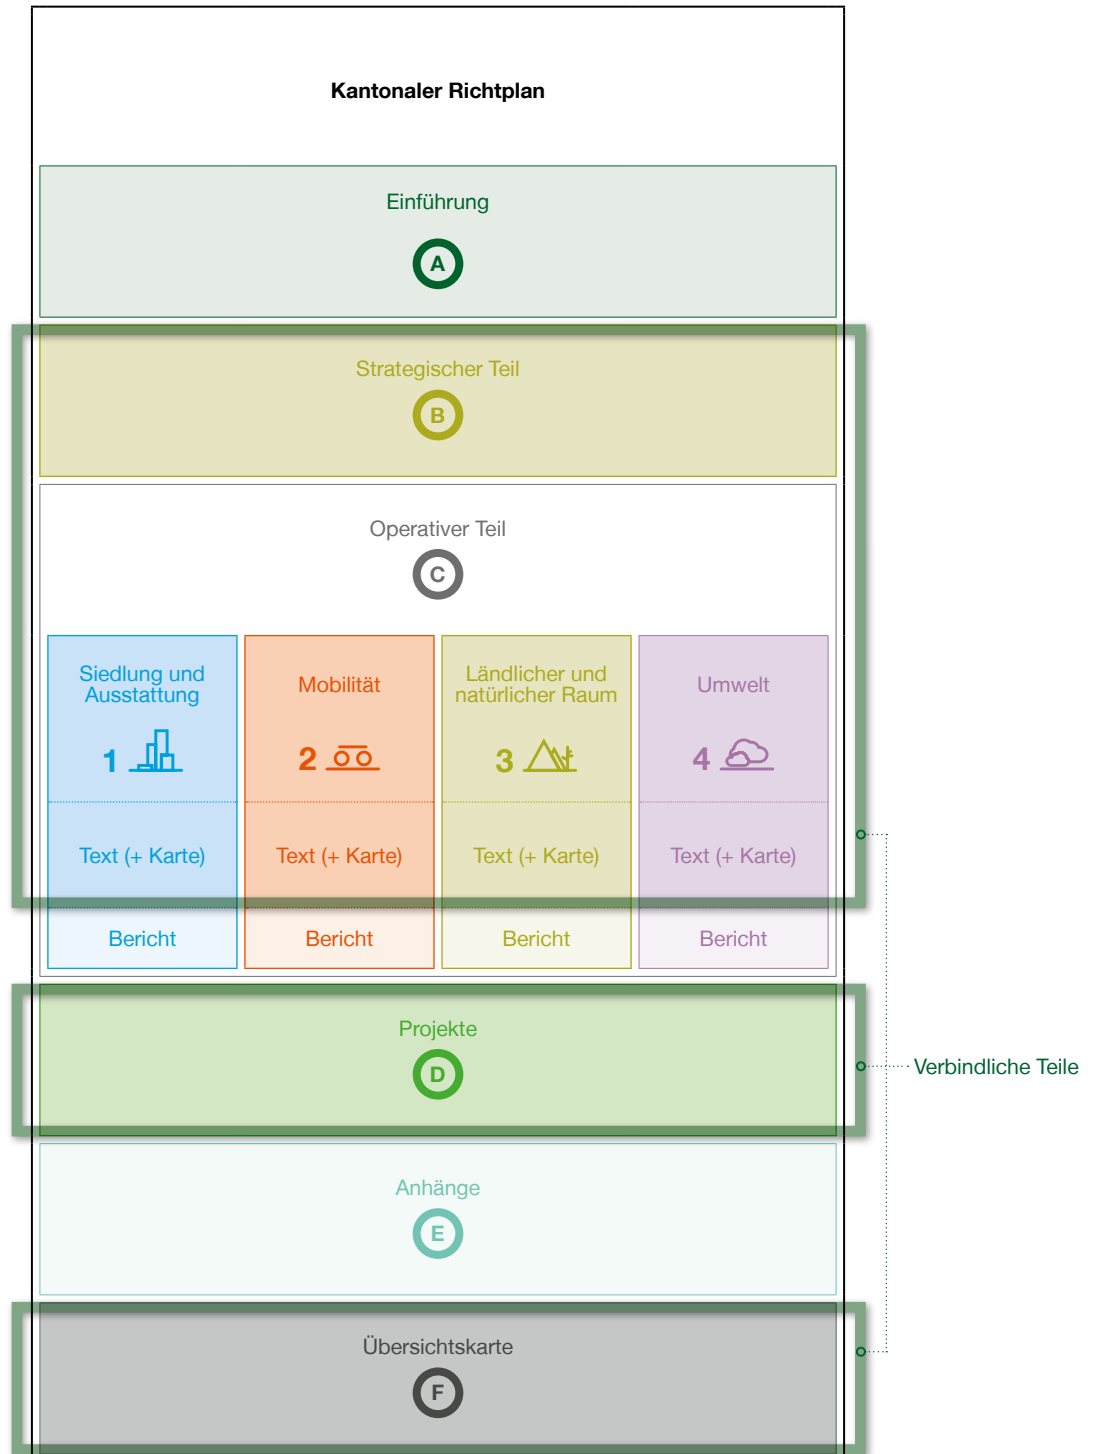 Kantonaler Richtplan
Einführung
A
Strategischer Teil
B
Operativer Teil
C
Siedlung und
Ausstattung
1
Text (+ Karte)
Bericht
Mobilität
2
Text (+ Karte)
Bericht
Ländlicher und
natürlicher Raum
3
Text (+ Karte)
Bericht
Umwelt
4
Text (+ Karte)
Bericht
Projekte
D
Verbindliche Teile
Anhänge
E
Übersichtskarte
F